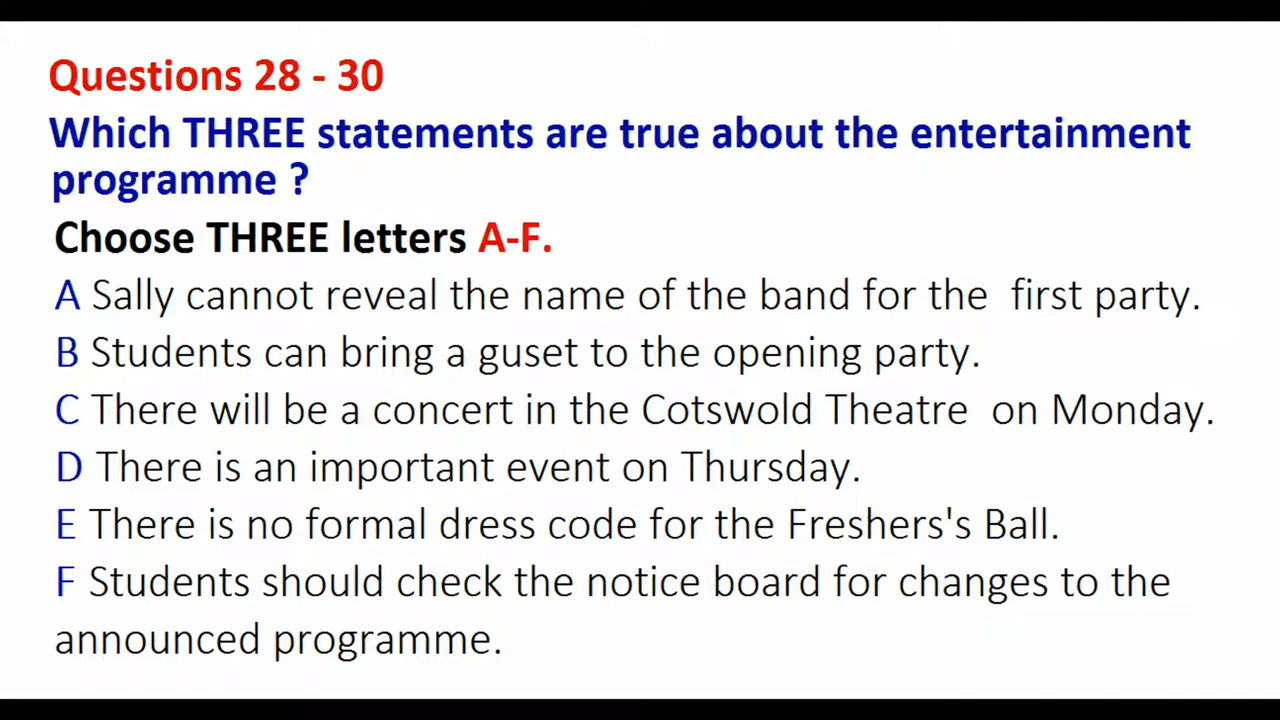 Questions 28 - 30
Which THREE statements are true about the entertainment
programme ?
Choose THREE letters A-F.
A Sally cannot reveal the name of the band for the first party.
B Students can bring a guset to the opening party.
C There will be a concert in the Cotswold Theatre on Monday.
D There is an important event on Thursday.
E There is no formal dress code for the Freshers's Ball.
F Students should check the notice board for changes to the
announced programme.